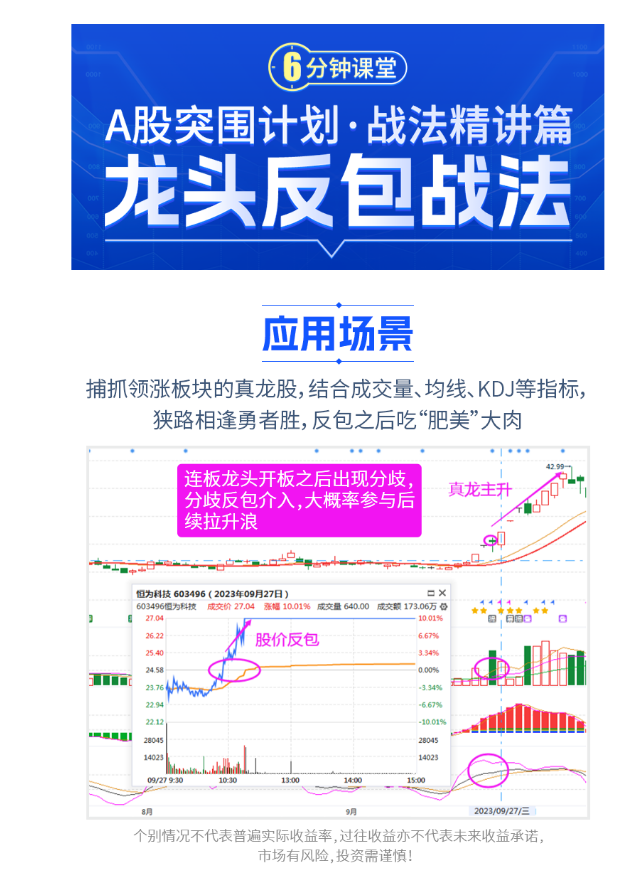 6分钟课堂
A股突围计划·战法精讲篇
龙头反包战法
应用场景
捕抓领涨板块的真龙股,结合成交量、均线、KDJ等指标,
狭路相逢勇者胜,反包之后吃“肥美”大肉
42.99
连板龙头开板之后出现分歧,
分歧反包介入,大概率参与后
续拉升浪
真龙主升
恒为科技 603496(2023年09月27日)
603496恒为科技 成交价 27.04 涨幅 10.01% 成交量 640.00 成交额 173.06万
27.04 10.01%
26.22 6.67%
25.40 3.34%
24.58 0.00%
23.76 -3.34%
22.94 -6.67%
22.12 -10.01%
股价反包
28045 28045
14023 14023
09/27 9:30 10:30 13:00 14:00 15:00
8月 9月 2023/09/27/三
个别情况不代表普遍实际收益率,过往收益亦不代表未来收益承诺,
市场有风险,投资需谨慎!